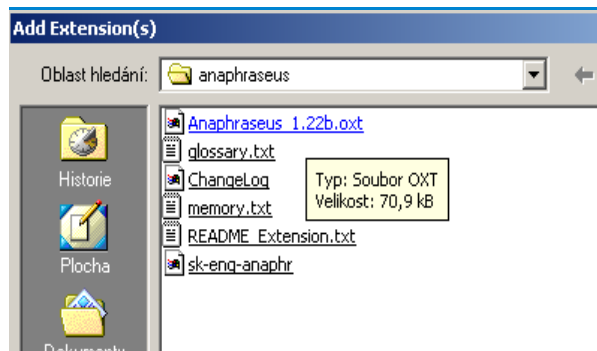 Add Extension(s)
Oblast hledání: anaphraseus
Historie
Plocha
Dokumenty
Anaphraseus_1.22b.oxt
glossary.txt
ChangeLog
memory.txt
README_Extension.txt
sk-eng-anaphr
Typ: Soubor OXT
Velikost: 70,9 kB